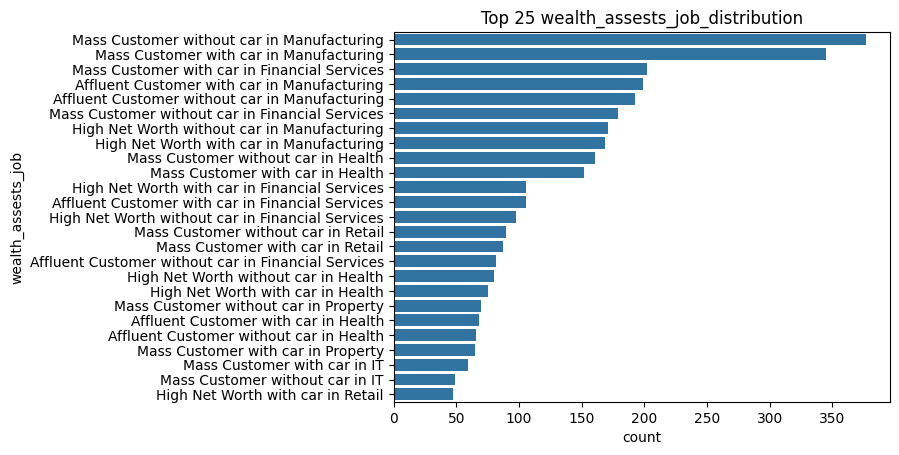 Top 25 wealth_assests_job_distribution
Mass Customer without car in Manufacturing
Mass Customer with car in Manufacturing
Mass Customer with car in Financial Services
Affluent Customer with car in Manufacturing
Affluent Customer without car in Manufacturing
Mass Customer without car in Financial Services
High Net Worth without car in Manufacturing
High Net Worth with car in Manufacturing
Mass Customer without car in Health
Mass Customer with car in Health
High Net Worth with car in Financial Services
Affluent Customer with car in Financial Services
High Net Worth without car in Financial Services
Mass Customer without car in Retail
Mass Customer with car in Retail
Affluent Customer without car in Financial Services
High Net Worth without car in Health
High Net Worth with car in Health
Mass Customer without car in Property
Affluent Customer with car in Health
Affluent Customer without car in Health
Mass Customer with car in Property
Mass Customer with car in IT
Mass Customer without car in IT
High Net Worth with car in Retail
wealth_assests_job
0 50 100 150 200 250 300 350
count